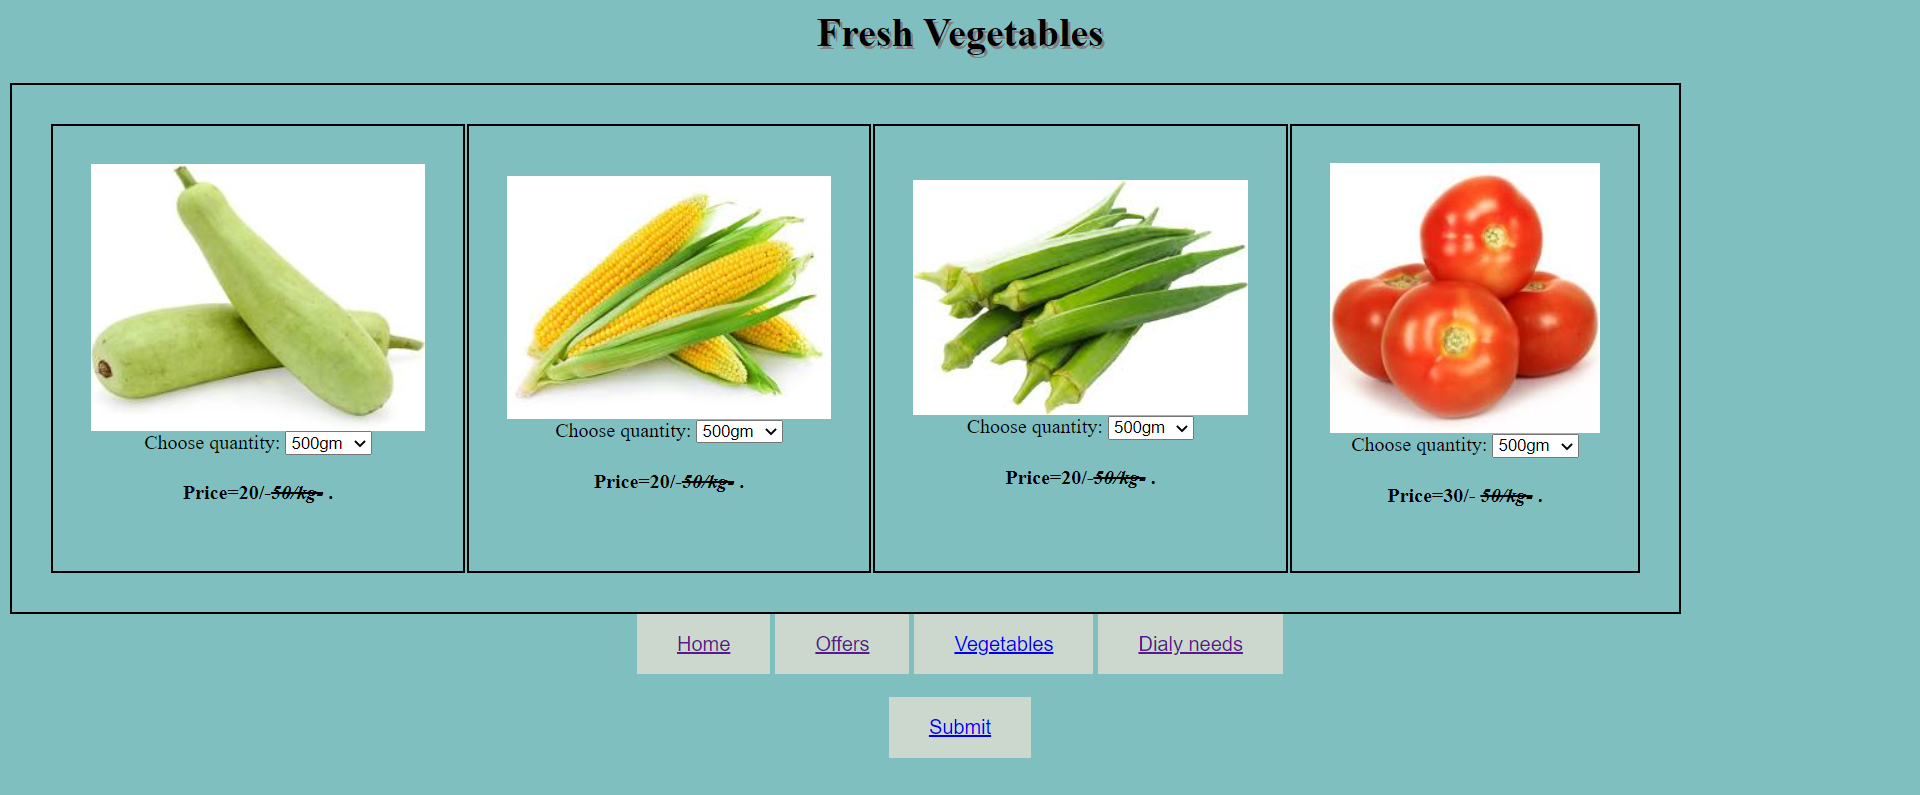 Fresh Vegetables
Choose quantity: 500gm
Price=20/-50/kg- .
Choose quantity: 500gm
Price=20/-50/kg- .
Choose quantity: 500gm
Price=20/-50/kg- .
Choose quantity: 500gm
Price=30/- 50/kg- .
Home Offers Vegetables Dialy needs
Submit